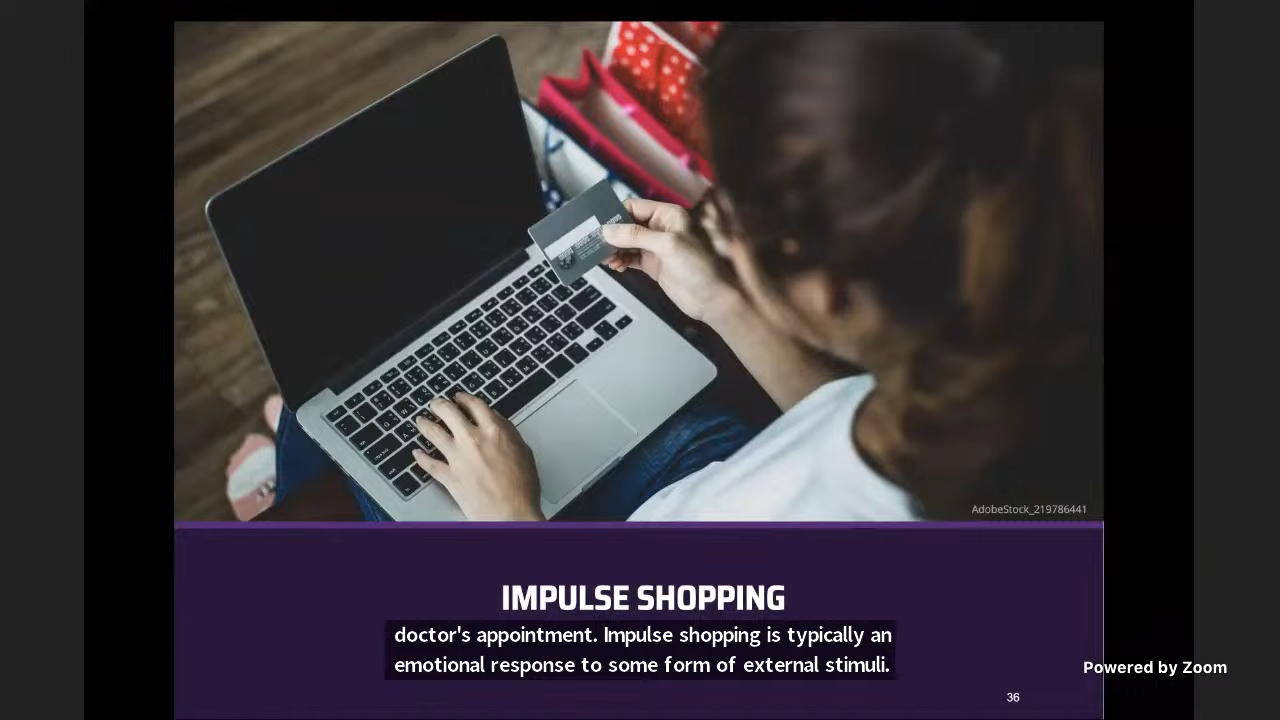 AdobeStock_219786441
IMPULSE SHOPPING
doctor's appointment. Impulse shopping is typically an
emotional response to some form of external stimuli.
Powered by Zoom
36